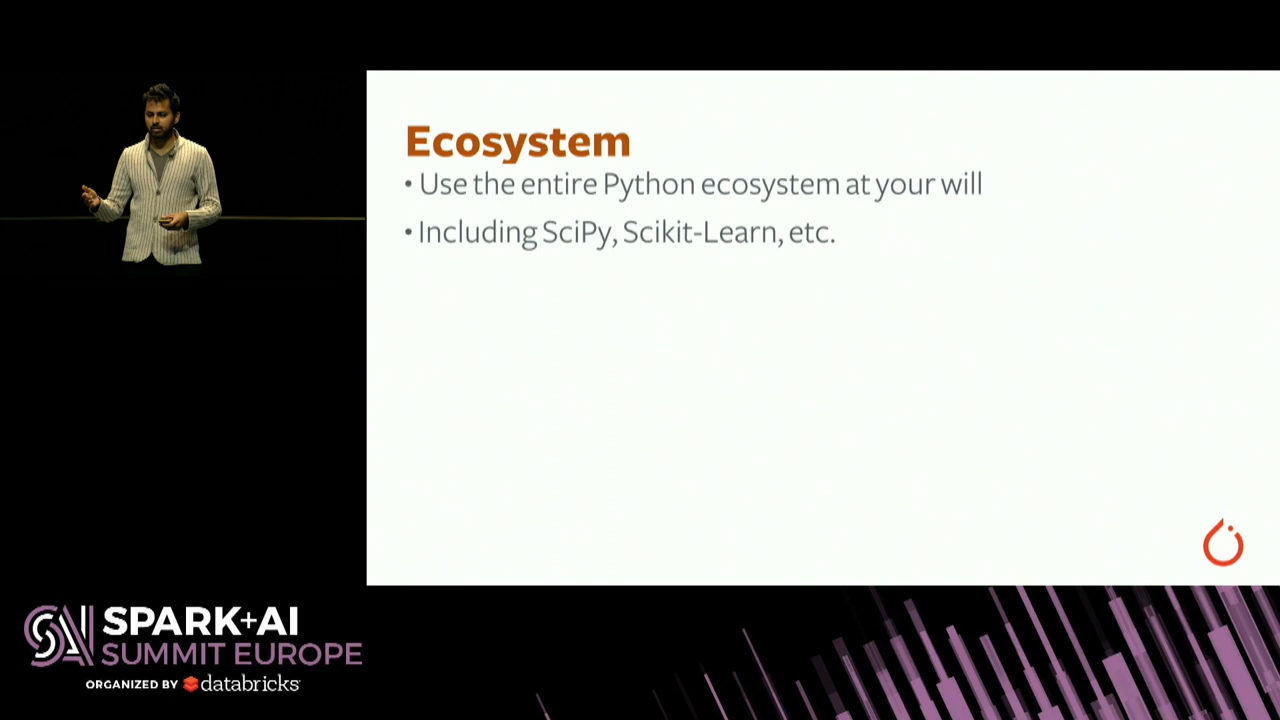 Ecosystem
• Use the entire Python ecosystem at your will
• Including SciPy, Scikit-Learn, etc.
SPARK+AI
SUMMIT EUROPE
ORGANIZED BY databricks